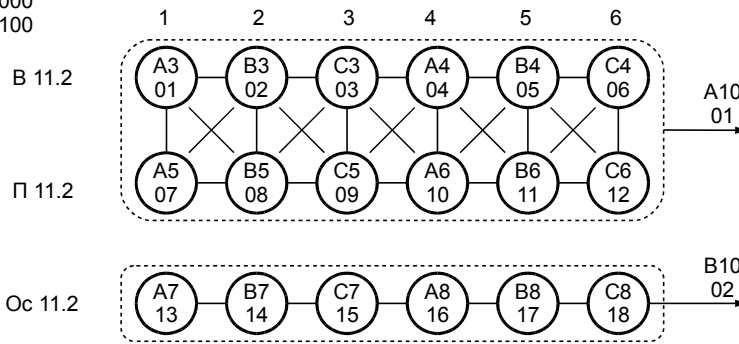 000
100
1 2 3 4 5 6
В 11.2
A3 B3 C3 A4 B4 C4
01 02 03 04 05 06
A10
01
П 11.2
A5 B5 C5 A6 B6 C6
07 08 09 10 11 12
Ос 11.2
A7 B7 C7 A8 B8 C8
13 14 15 16 17 18
B10
02